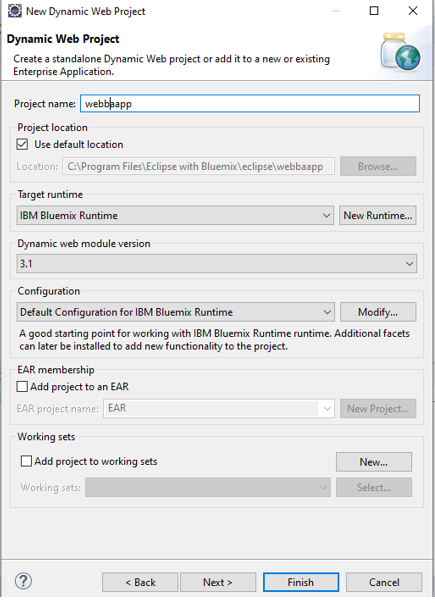 New Dynamic Web Project
Dynamic Web Project
Create a standalone Dynamic Web project or add it to a new or existing
Enterprise Application.
Project name: webbaapp
Project location
Use default location
Location: C:\Program Files\Eclipse with Bluemix\eclipse\webbaapp Browse...
Target runtime
IBM Bluemix Runtime New Runtime...
Dynamic web module version
3.1
Configuration
Default Configuration for IBM Bluemix Runtime Modify...
A good starting point for working with IBM Bluemix Runtime runtime. Additional facets
can later be installed to add new functionality to the project.
EAR membership
Add project to an EAR
EAR project name: EAR New Project...
Working sets
Add project to working sets New...
Working sets: Select...
? < Back Next > Finish Cancel